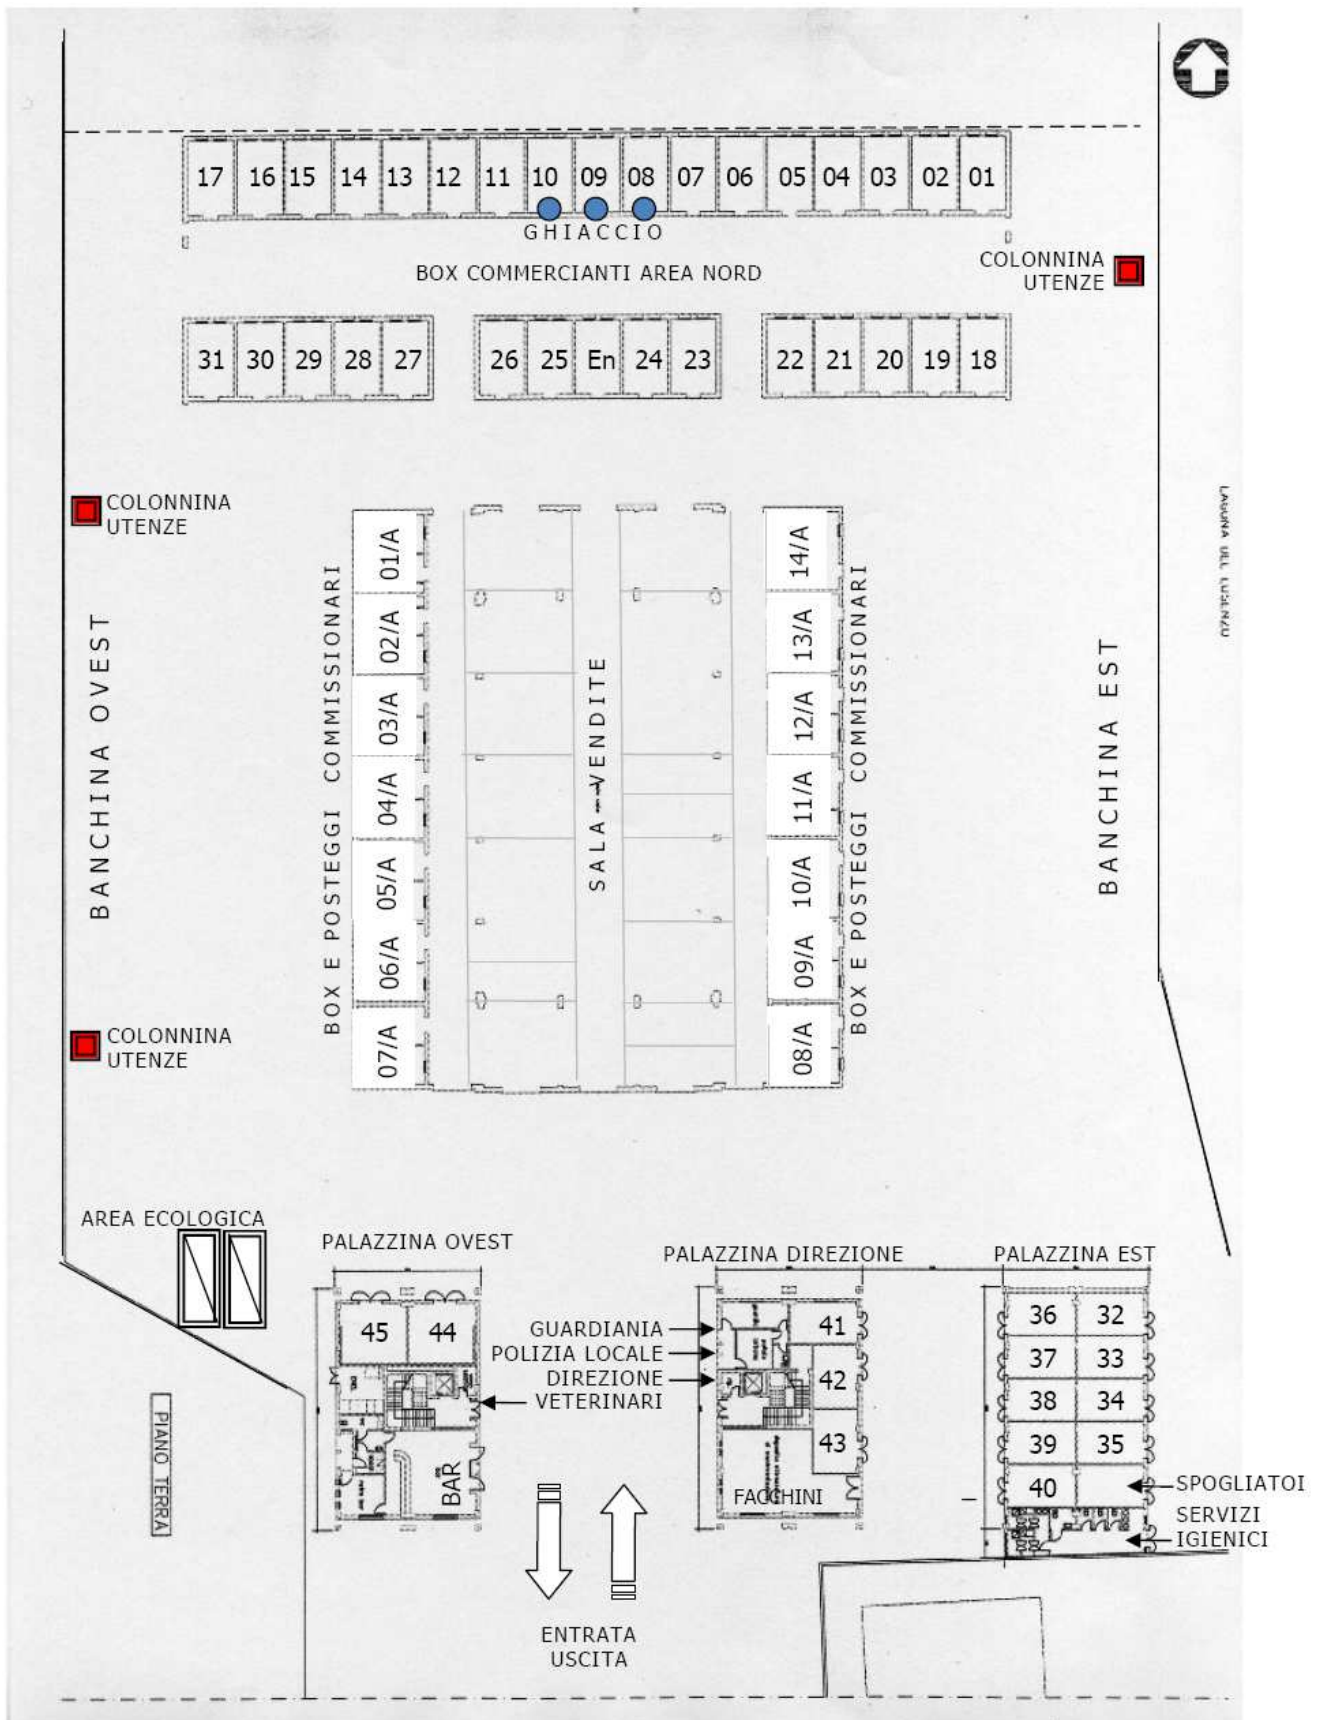 17 16 15 14 13 12 11 10 09 08 07 06 05 04 03 02 01
GHIACCIO
BOX COMMERCIANTI AREA NORD
COLONNINA
UTENZE
31 30 29 28 27 26 25 En 24 23 22 21 20 19 18
COLONNINA
UTENZE
BANCHINA OVEST
COLONNINA
UTENZE
BOX E POSTEGGI COMMISSIONARI
01/A
02/A
03/A
04/A
05/A
06/A
07/A
SALA VENDITE
14/A
13/A
12/A
11/A
10/A
09/A
08/A
BOX E POSTEGGI COMMISSIONARI
BANCHINA EST
AREA ECOLOGICA
PALAZZINA OVEST
45 44
BAR
PALAZZINA DIREZIONE
GUARDIANIA
POLIZIA LOCALE
DIREZIONE
VETERINARI
41
42
43
FACCHINI
PALAZZINA EST
36 32
37 33
38 34
39 35
40
SPOGLIATOI
SERVIZI
IGIENICI
PIANO TERRA
ENTRATA
USCITA